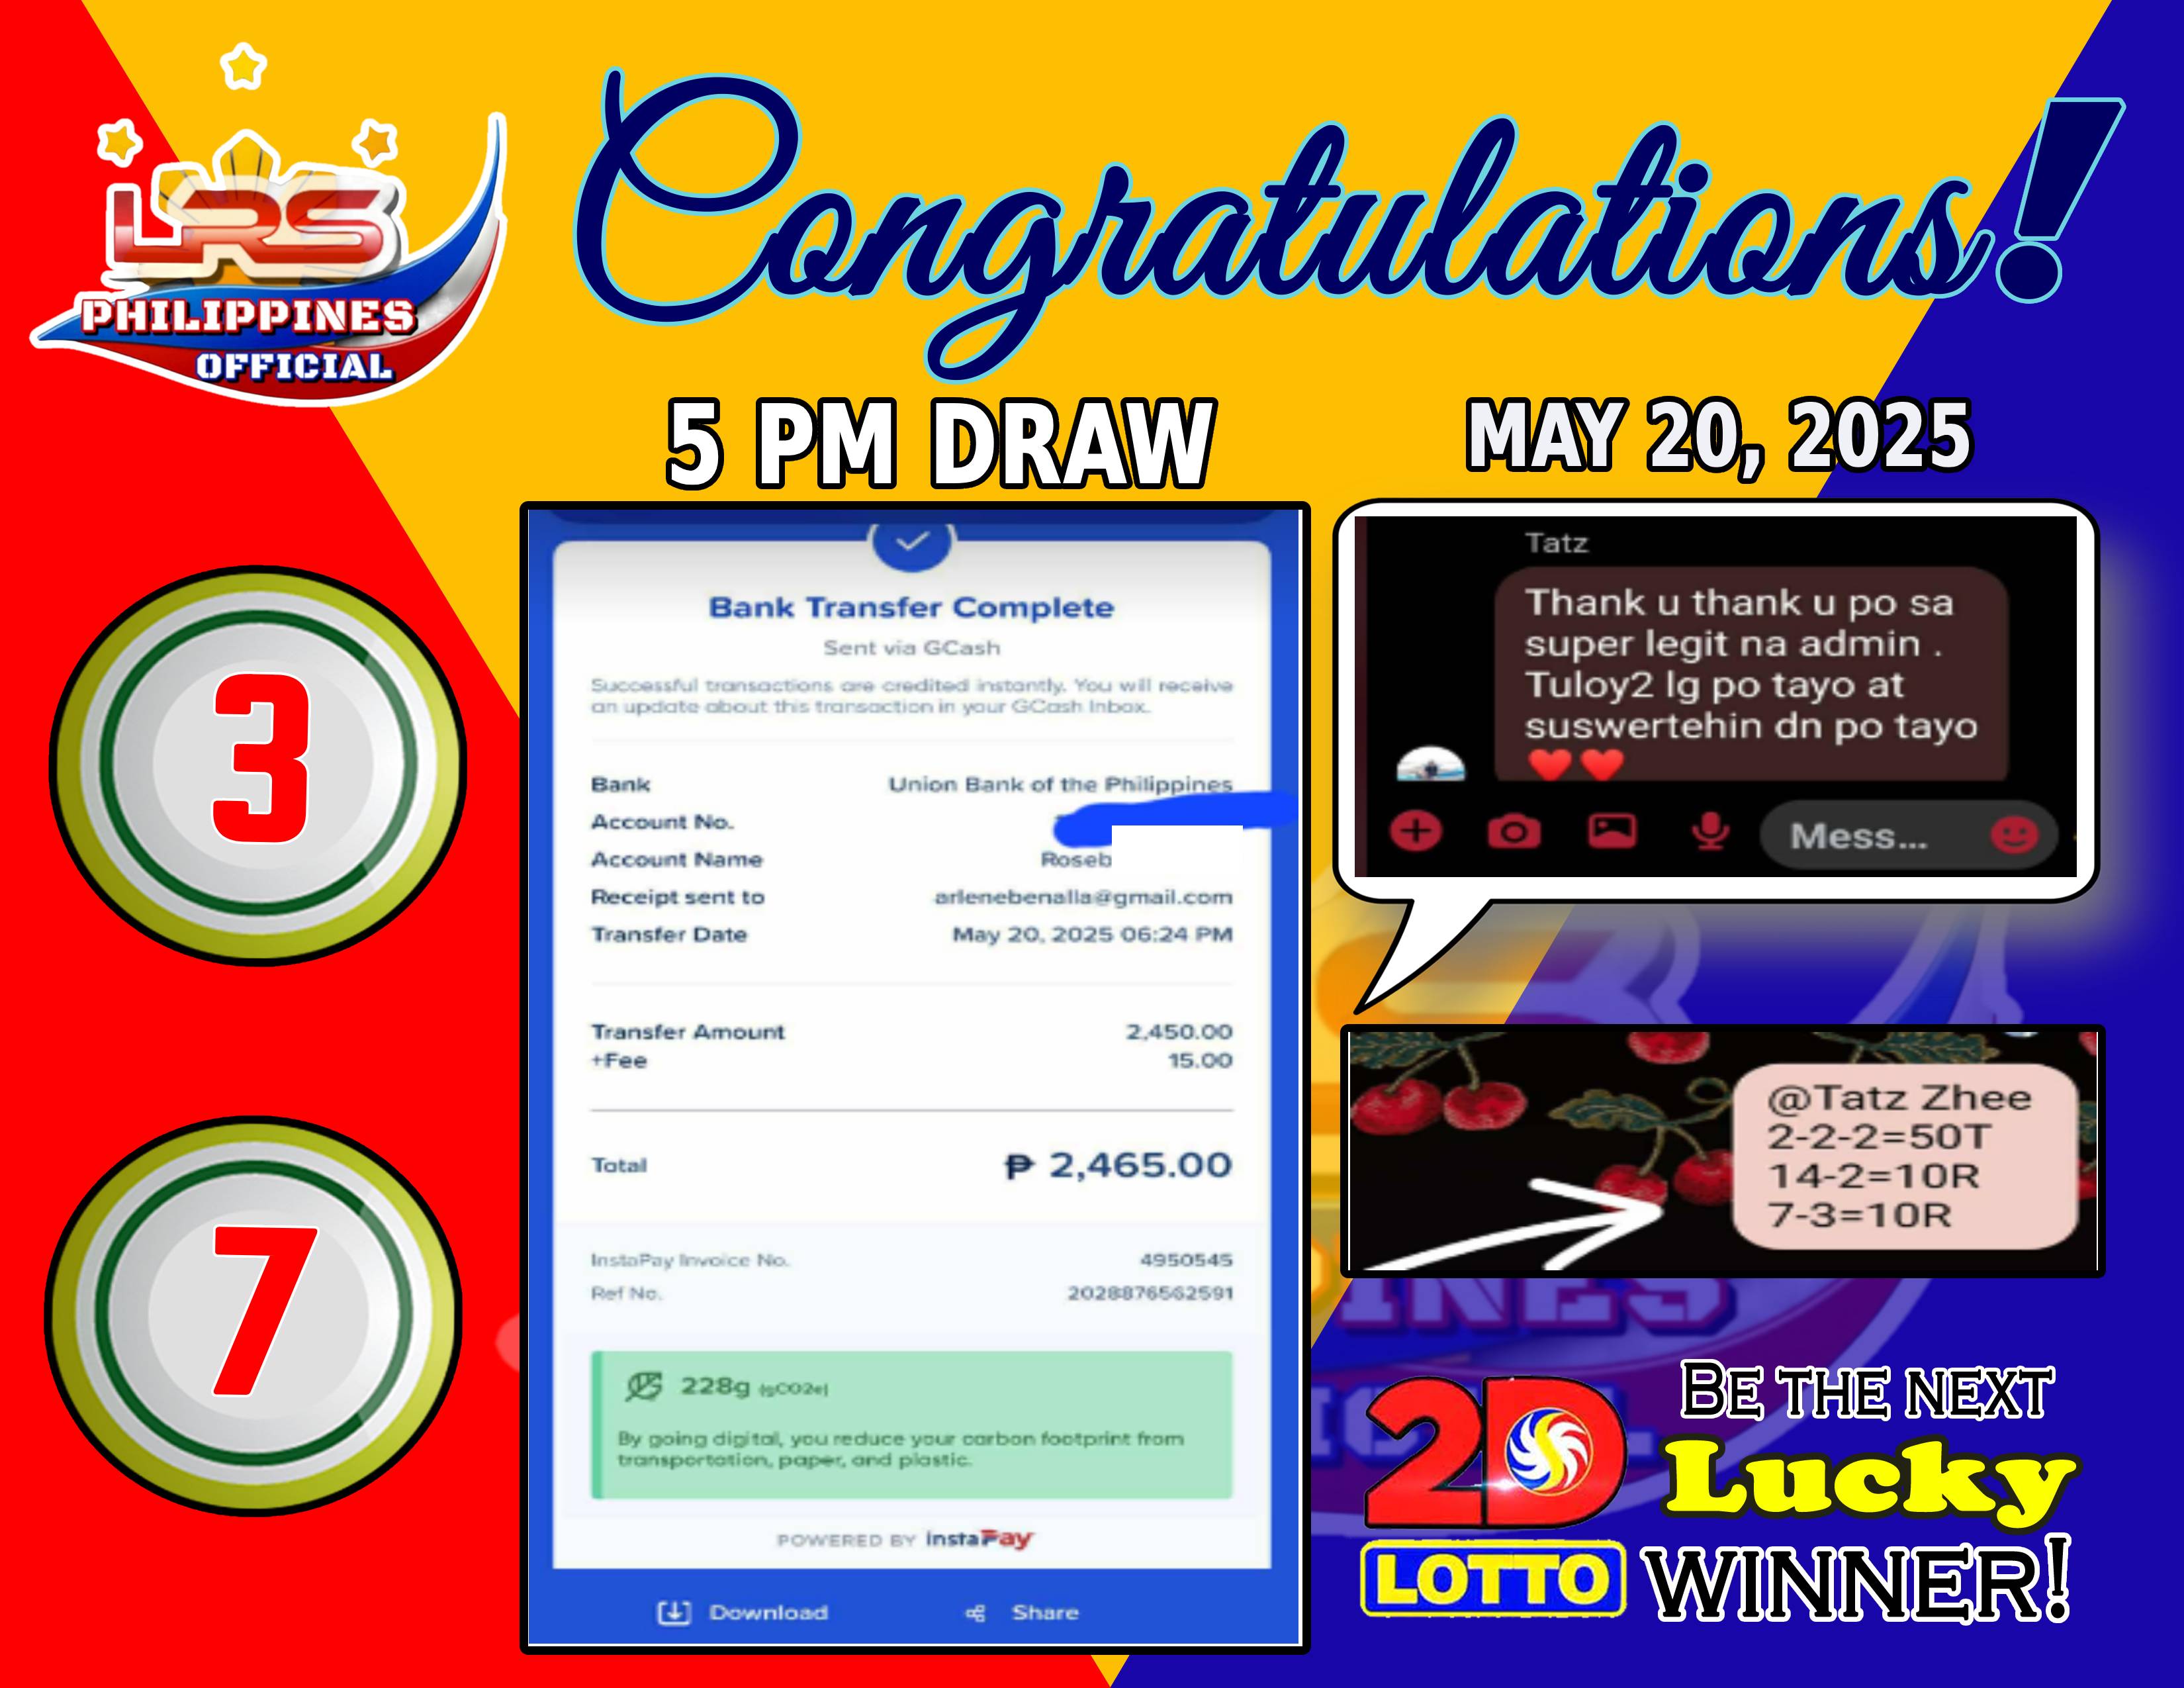 LRS
PHILIPPINES
OFFICIAL
Congratulations!
5 PM DRAW
MAY 20, 2025
3
7
Bank Transfer Complete
Sent via GCash
Successful transactions are credited instantly. You will receive
an update about this transaction in your GCash Inbox.
Bank Union Bank of the Philippines
Account No.
Account Name Roseb
Receipt sent to arlenebenalla@gmail.com
Transfer Date May 20, 2025 06:24 PM
Transfer Amount 2,450.00
+Fee 15.00
Total ₱ 2,465.00
InstaPay Invoice No. 4950545
Ref No. 2028876562591
228g (gCO2e)
By going digital, you reduce your carbon footprint from
transportation, paper, and plastic.
POWERED BY instaPay
Download Share
Tatz
Thank u thank u po sa
super legit na admin .
Tuloy2 lg po tayo at
suswertehin dn po tayo
❤️❤️
Mess...
@Tatz Zhee
2-2-2=50T
14-2=10R
7-3=10R
2D
LOTTO
BE THE NEXT
Lucky
WINNER!